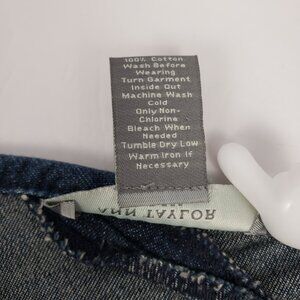 100% Cotton
Wash Before
Wearing
Turn Garment
Inside Out
Machine Wash
Cold
Only Non-
Chlorine
Bleach When
Needed
Tumble Dry Low
Warm Iron if
Necessary
ANN TAYLOR